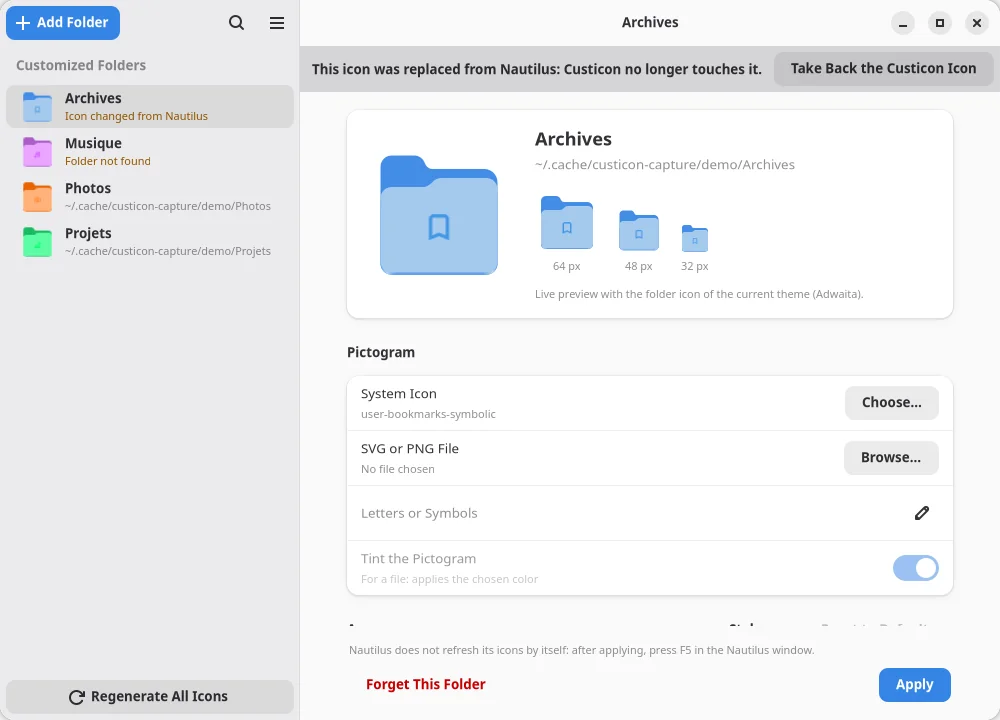 Add Folder
Customized Folders
Archives
Icon changed from Nautilus
Musique
Folder not found
Photos
~/.cache/custicon-capture/demo/Photos
Projets
~/.cache/custicon-capture/demo/Projets
Regenerate All Icons
Archives
This icon was replaced from Nautilus: Custicon no longer touches it.
Take Back the Custicon Icon
Archives
~/.cache/custicon-capture/demo/Archives
64 px
48 px
32 px
Live preview with the folder icon of the current theme (Adwaita).
Pictogram
System Icon
user-bookmarks-symbolic
Choose...
SVG or PNG File
No file chosen
Browse...
Letters or Symbols
Tint the Pictogram
For a file: applies the chosen color
Nautilus does not refresh its icons by itself: after applying, press F5 in the Nautilus window.
Forget This Folder
Apply